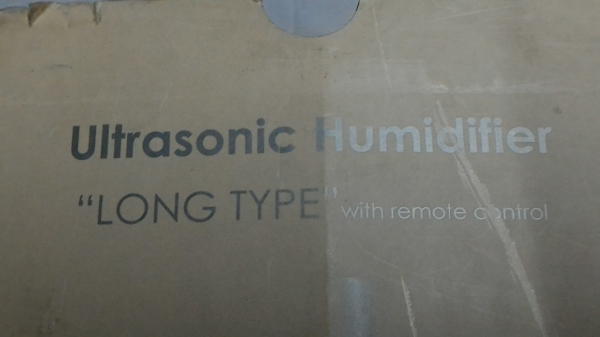 Ultrasonic Humidifier
“LONG TYPE” with remote control